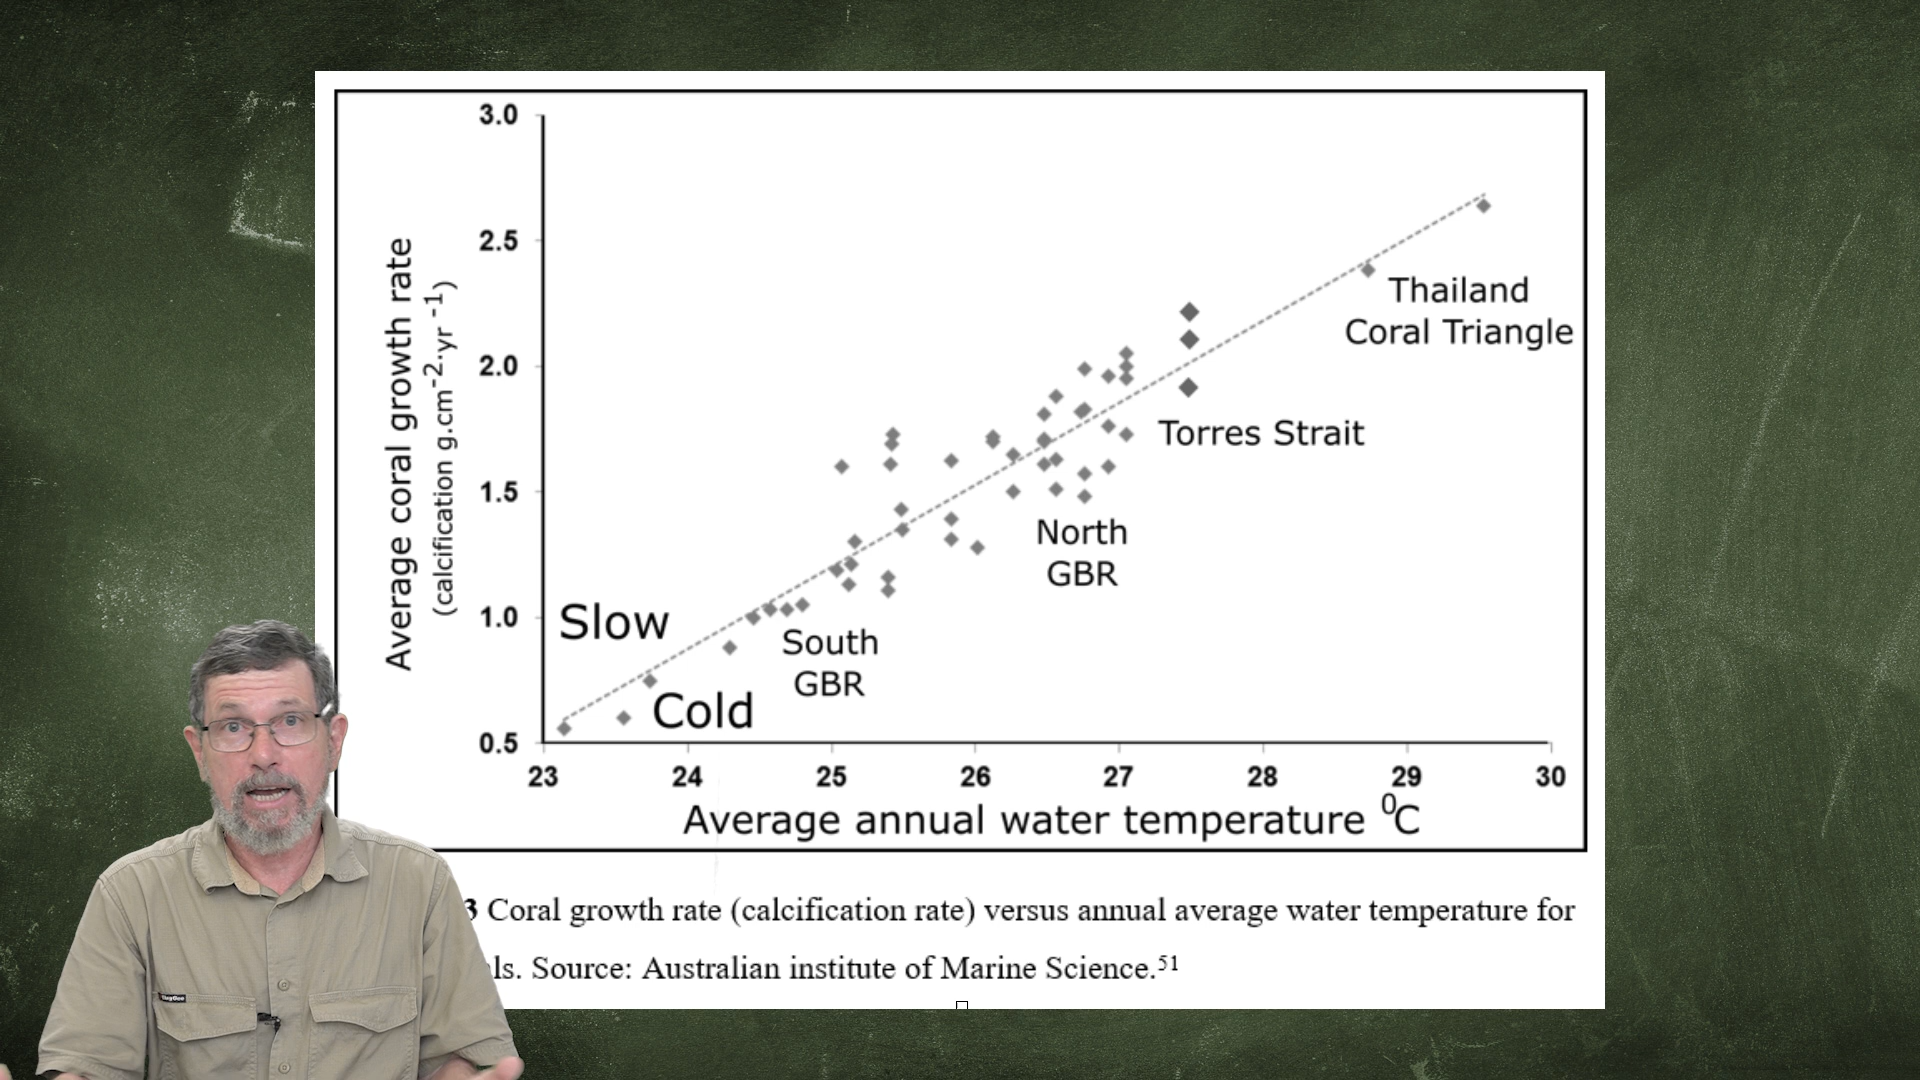 3.0
2.5
2.0
1.5
1.0
0.5
Average coral growth rate
(calcification g.cm⁻²·yr ⁻¹)
Thailand
Coral Triangle
Torres Strait
North
GBR
Slow
South
GBR
Cold
23 24 25 26 27 28 29 30
Average annual water temperature ⁰C
3 Coral growth rate (calcification rate) versus annual average water temperature for
ls. Source: Australian institute of Marine Science.⁵¹